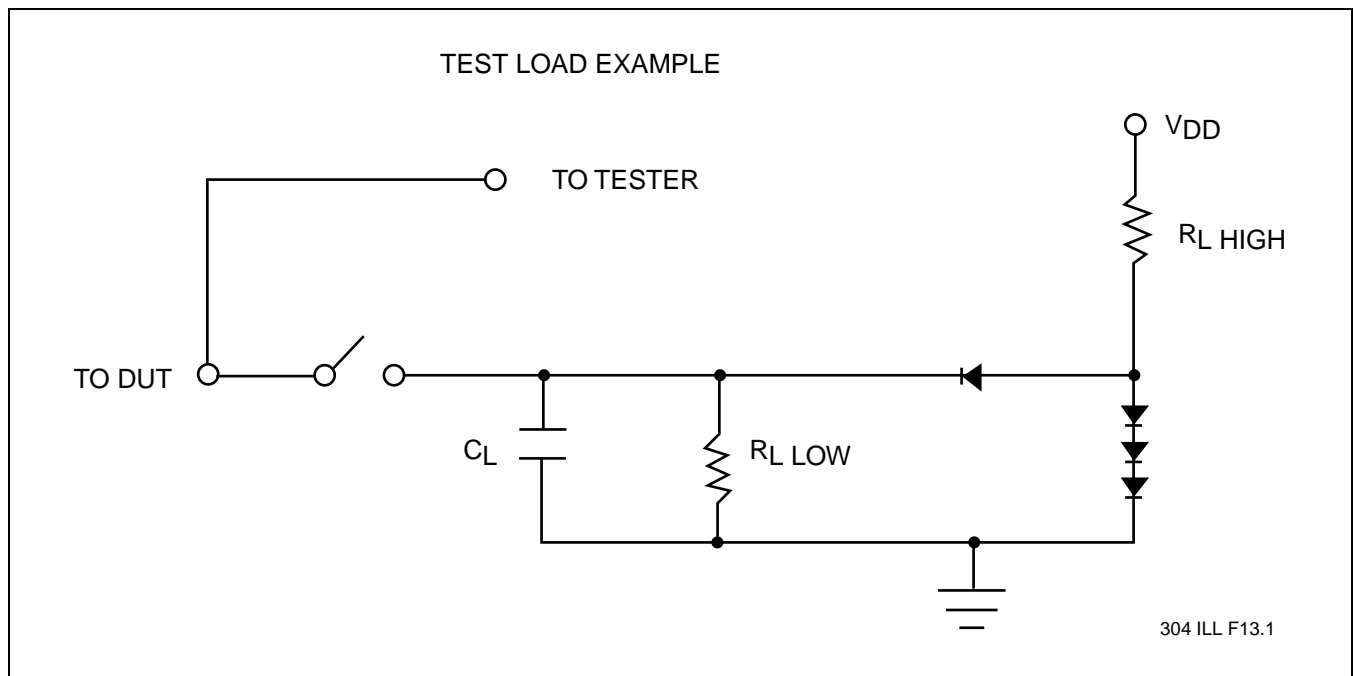 TEST LOAD EXAMPLE
VDD
TO TESTER
RL HIGH
TO DUT
CL
RL LOW
304 ILL F13.1